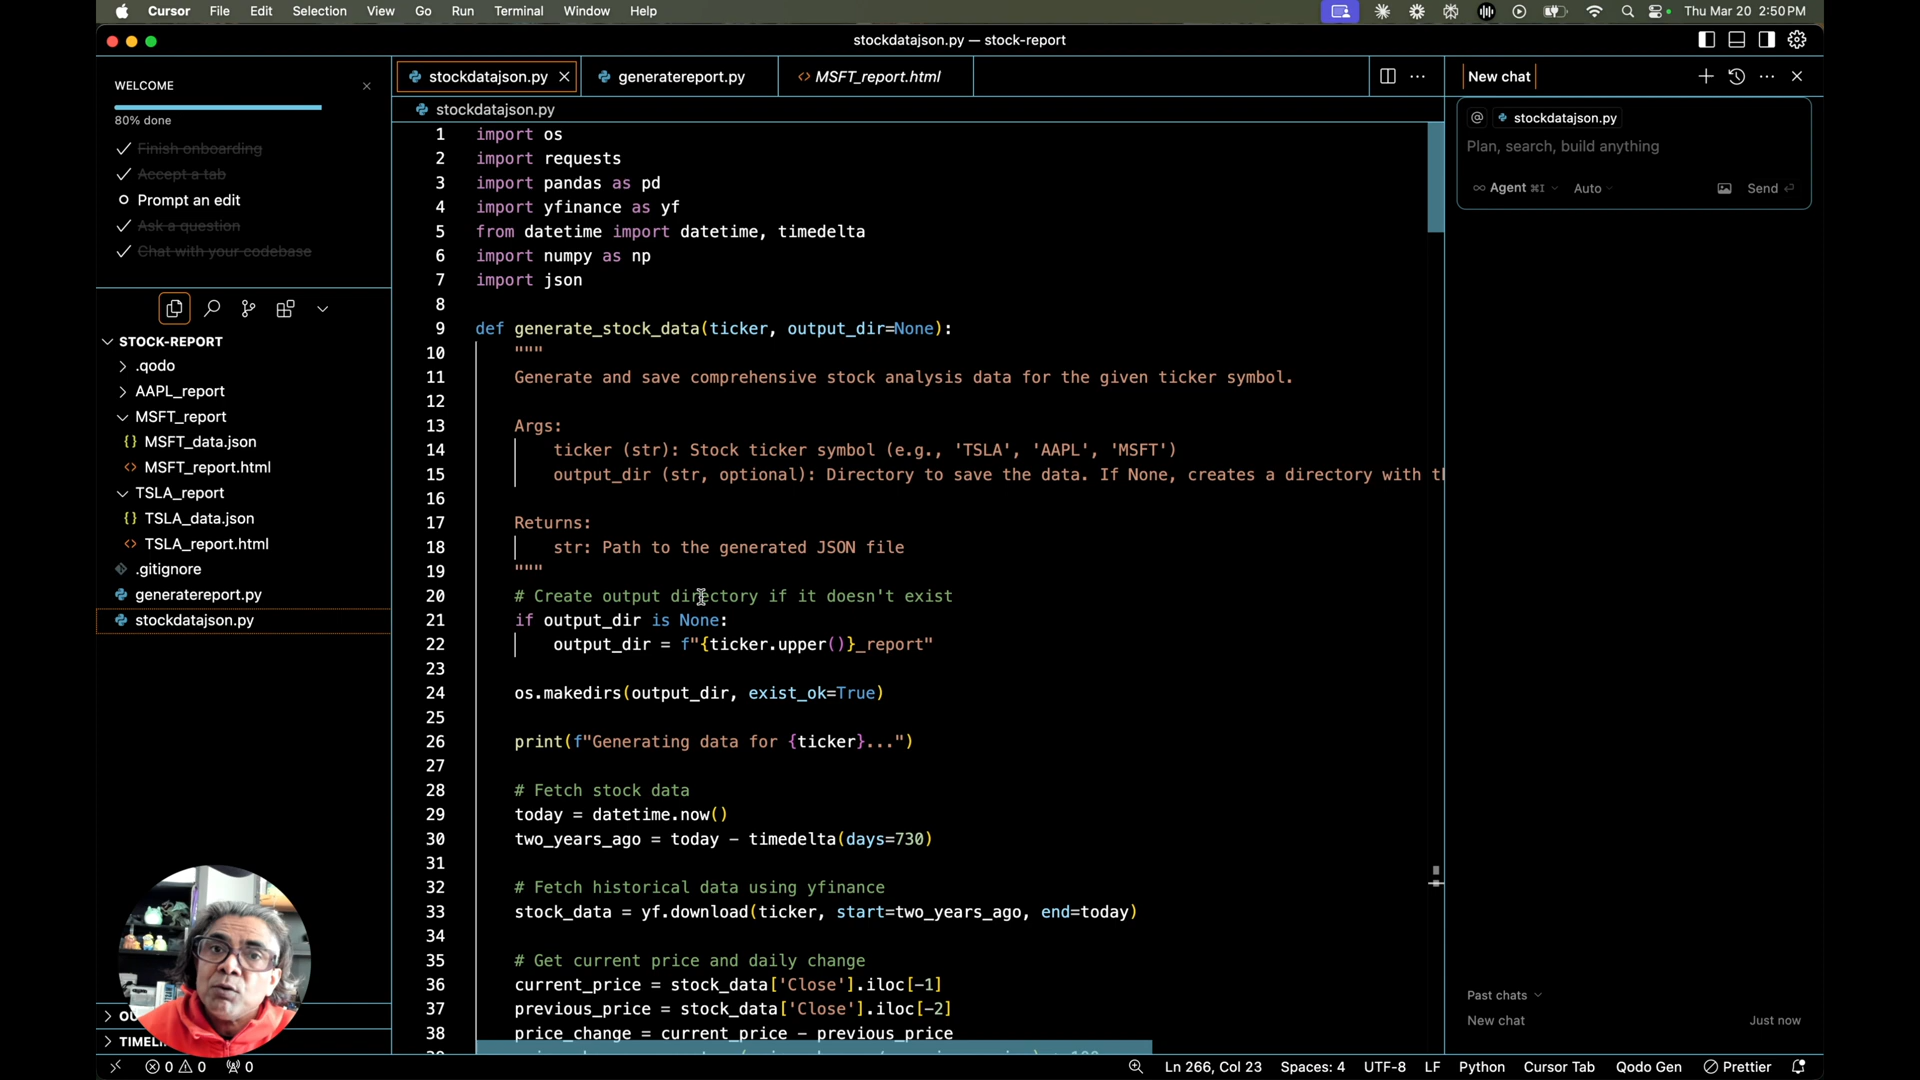 Cursor File Edit Selection View Go Run Terminal Window Help Thu Mar 20 2:50 PM
stockdatajson.py — stock-report
WELCOME
80% done
Finish onboarding
Accept a tab
Prompt an edit
Ask a question
Chat with your codebase
STOCK-REPORT
.qodo
AAPL_report
MSFT_report
{} MSFT_data.json
<> MSFT_report.html
TSLA_report
{} TSLA_data.json
<> TSLA_report.html
.gitignore
generatereport.py
stockdatajson.py
TIMELI
stockdatajson.py generatereport.py <> MSFT_report.html
stockdatajson.py
1 import os
2 import requests
3 import pandas as pd
4 import yfinance as yf
5 from datetime import datetime, timedelta
6 import numpy as np
7 import json
8
9 def generate_stock_data(ticker, output_dir=None):
10 """
11 Generate and save comprehensive stock analysis data for the given ticker symbol.
12
13 Args:
14 ticker (str): Stock ticker symbol (e.g., 'TSLA', 'AAPL', 'MSFT')
15 output_dir (str, optional): Directory to save the data. If None, creates a directory with t
16
17 Returns:
18 str: Path to the generated JSON file
19 """
20 # Create output directory if it doesn't exist
21 if output_dir is None:
22 output_dir = f"{ticker.upper()}_report"
23
24 os.makedirs(output_dir, exist_ok=True)
25
26 print(f"Generating data for {ticker}...")
27
28 # Fetch stock data
29 today = datetime.now()
30 two_years_ago = today - timedelta(days=730)
31
32 # Fetch historical data using yfinance
33 stock_data = yf.download(ticker, start=two_years_ago, end=today)
34
35 # Get current price and daily change
36 current_price = stock_data['Close'].iloc[-1]
37 previous_price = stock_data['Close'].iloc[-2]
38 price_change = current_price - previous_price
New chat
@ stockdatajson.py
Plan, search, build anything
∞ Agent ⌘I Auto Send
Past chats
New chat Just now
0 0 0 Ln 266, Col 23 Spaces: 4 UTF-8 LF Python Cursor Tab Qodo Gen Prettier